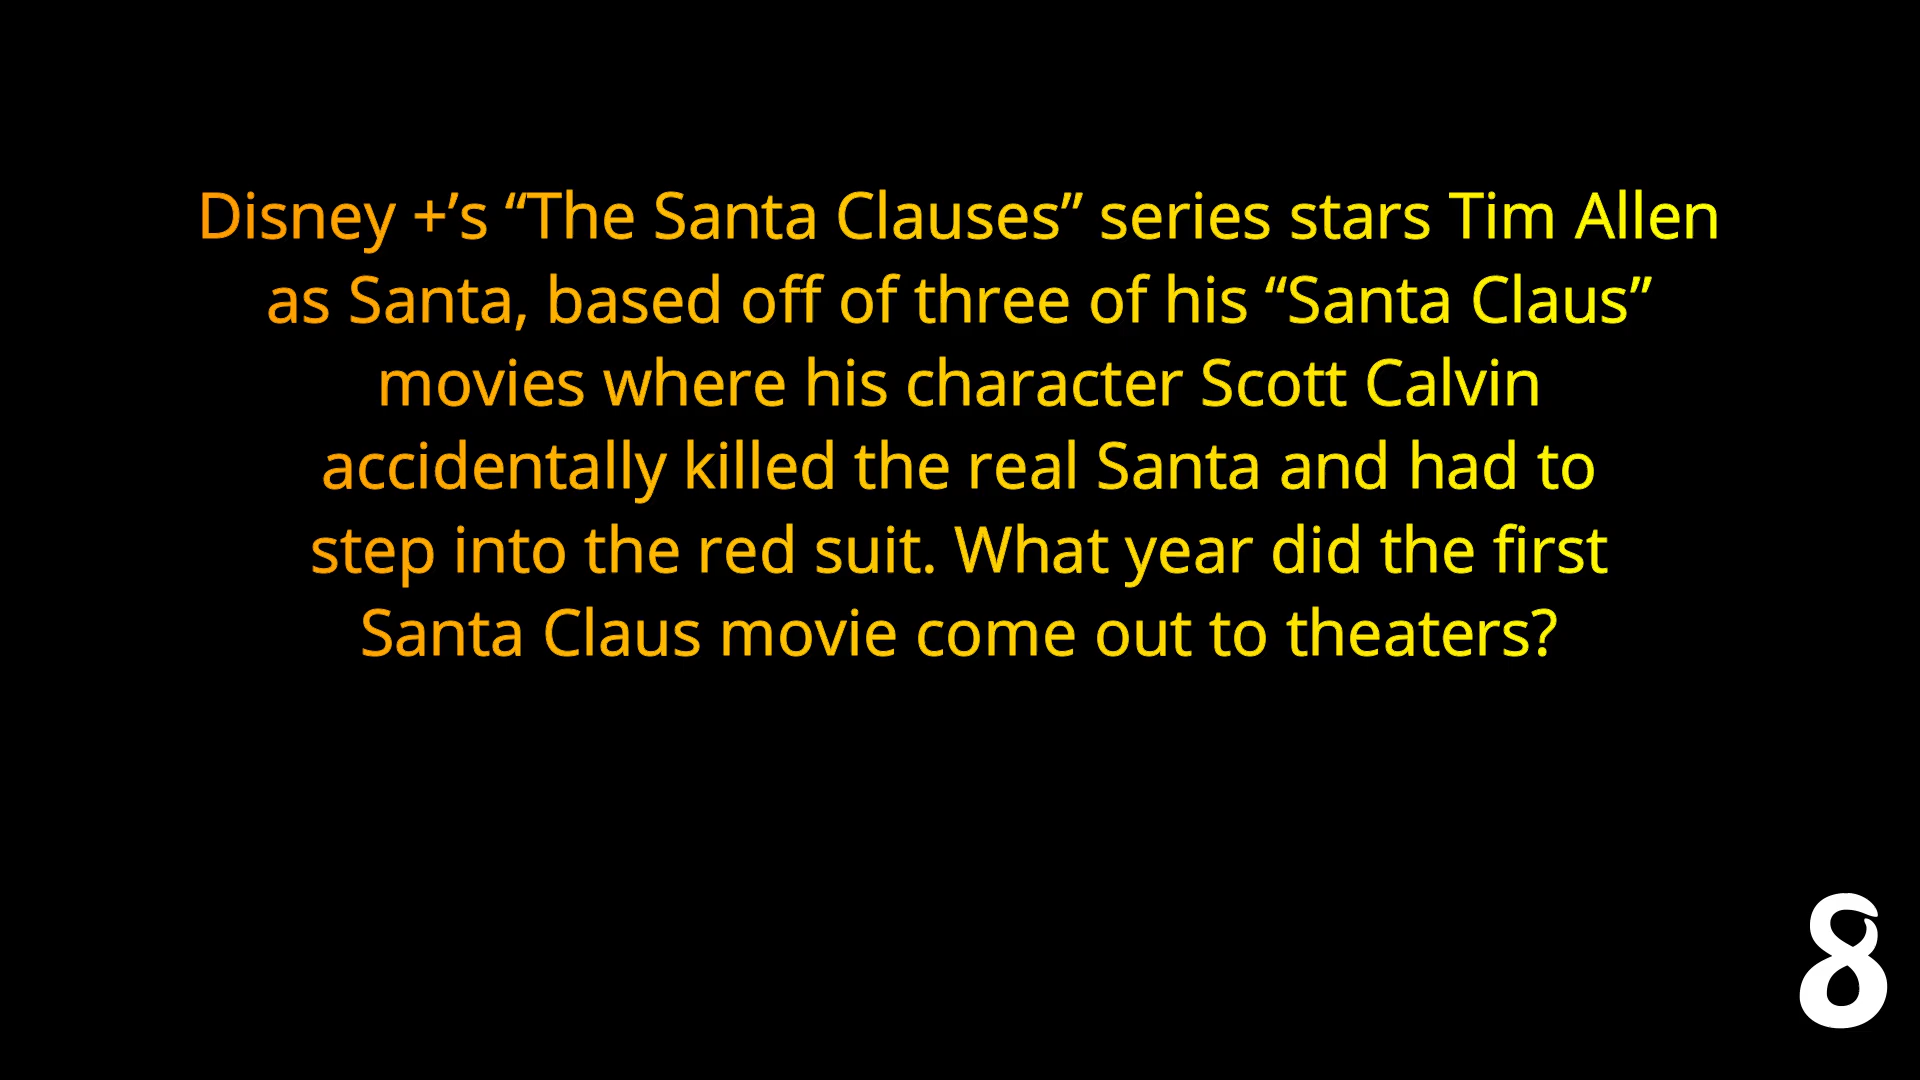 Disney +’s “The Santa Clauses” series stars Tim Allen
as Santa, based off of three of his “Santa Claus”
movies where his character Scott Calvin
accidentally killed the real Santa and had to
step into the red suit. What year did the first
Santa Claus movie come out to theaters?
8